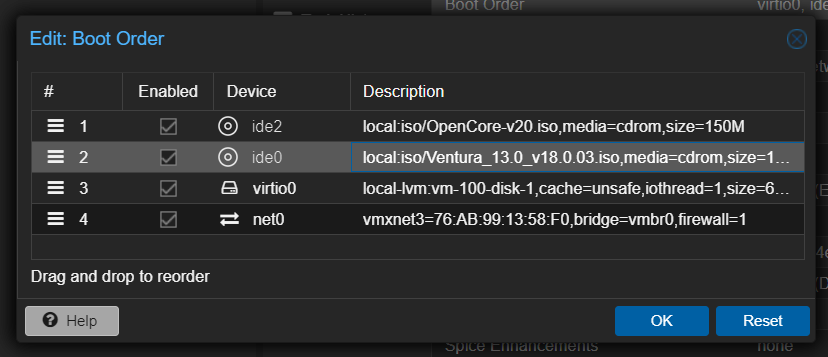 Boot Order virtio0, ide
Edit: Boot Order
# Enabled Device Description
1 ide2 local:iso/OpenCore-v20.iso,media=cdrom,size=150M
2 ide0 local:iso/Ventura_13.0_v18.0.03.iso,media=cdrom,size=1...
3 virtio0 local-lvm:vm-100-disk-1,cache=unsafe,iothread=1,size=6...
4 net0 vmxnet3=76:AB:99:13:58:F0,bridge=vmbr0,firewall=1
Drag and drop to reorder
Help OK Reset
Spice Enhancements none